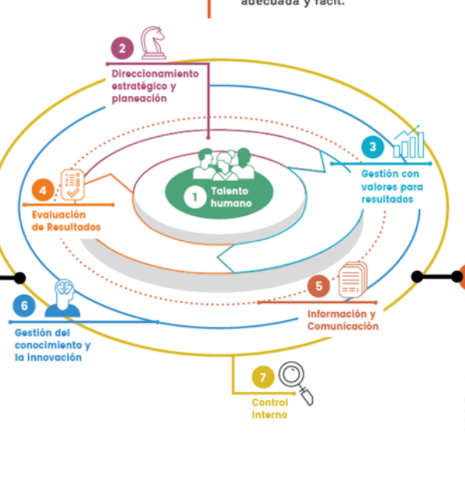 adecuada y fácil.
2
Direccionamiento
estratégico y
planeación
3
Gestión con
valores para
resultados
1
Talento
humano
4
Evaluación
de Resultados
5
Información y
Comunicación
6
Gestión del
conocimiento y
la innovación
7
Control
Interno